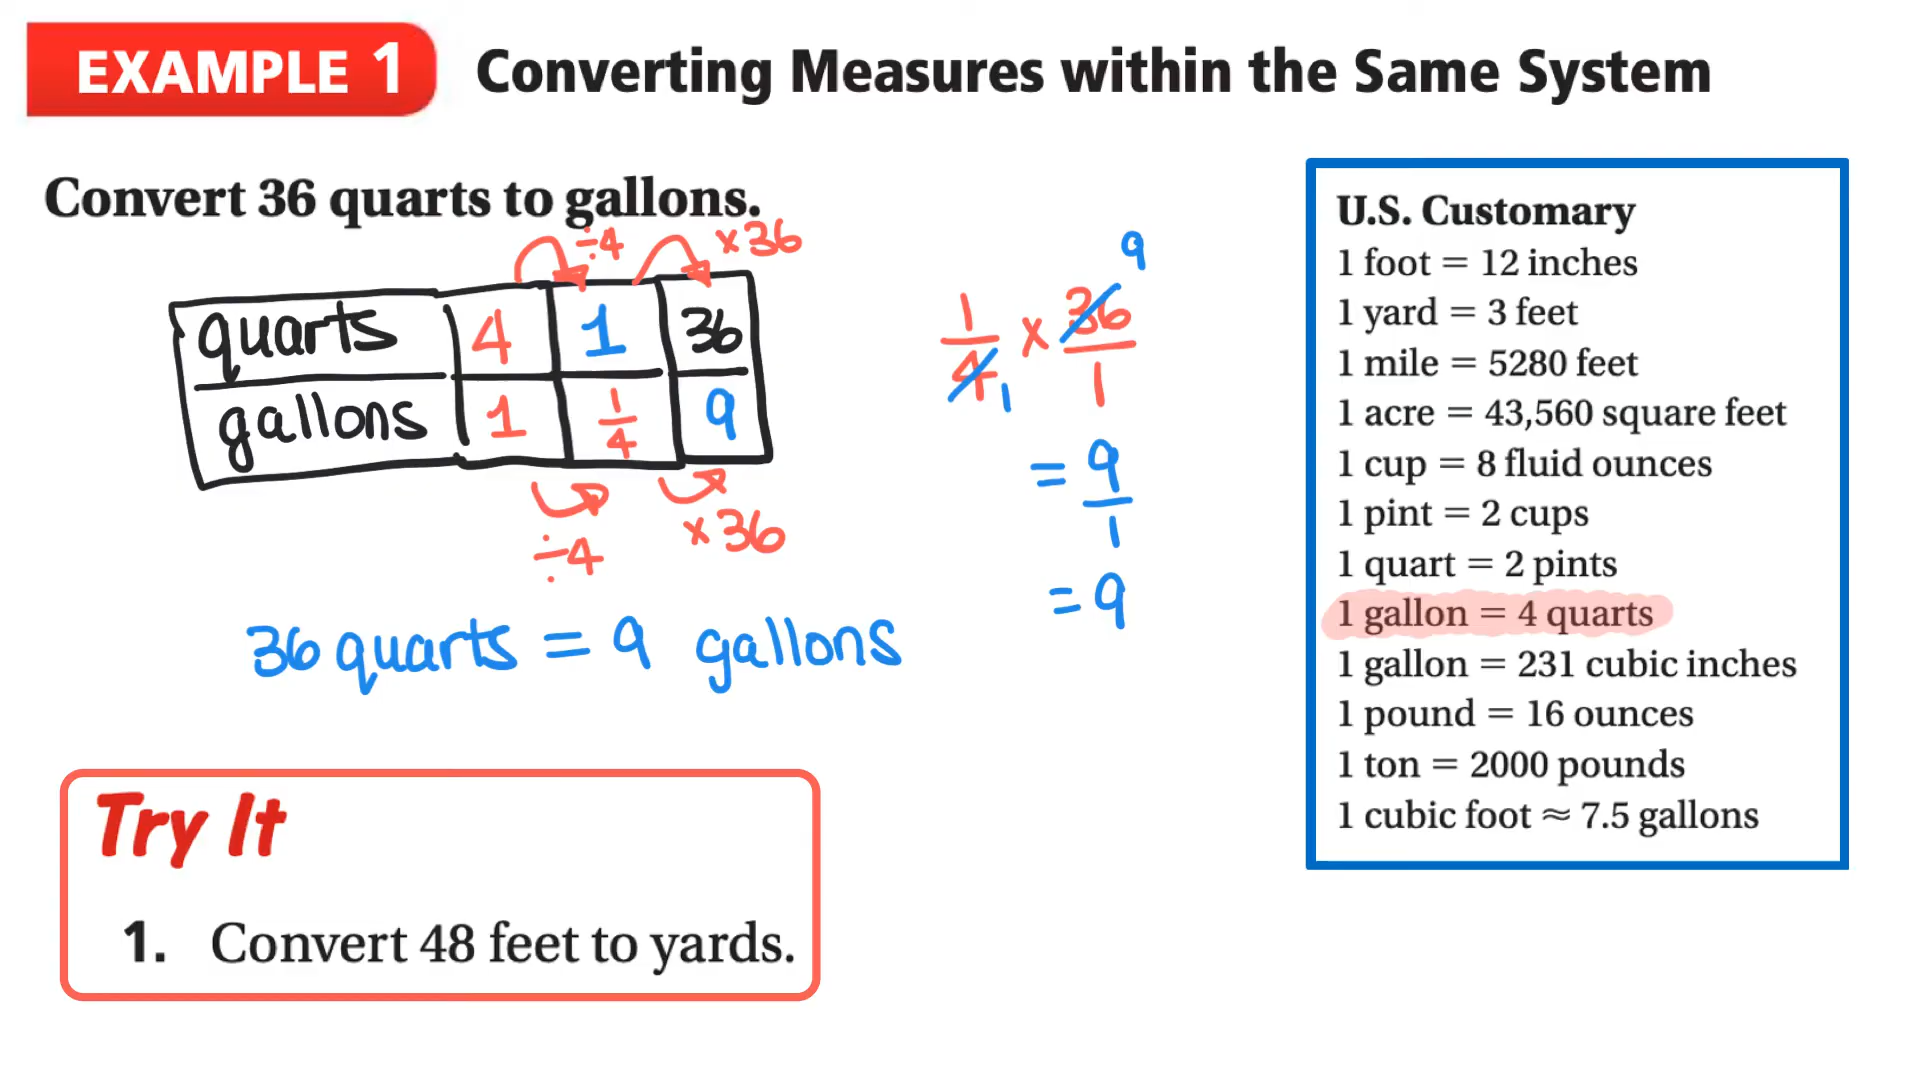 EXAMPLE 1 Converting Measures within the Same System
Convert 36 quarts to gallons.
÷4 ×36
quarts 4 1 36
gallons 1 1/4 9
÷4 ×36
36 quarts = 9 gallons
9
1/4 × 36/1
1
= 9/1
= 9
U.S. Customary
1 foot = 12 inches
1 yard = 3 feet
1 mile = 5280 feet
1 acre = 43,560 square feet
1 cup = 8 fluid ounces
1 pint = 2 cups
1 quart = 2 pints
1 gallon = 4 quarts
1 gallon = 231 cubic inches
1 pound = 16 ounces
1 ton = 2000 pounds
1 cubic foot ≈ 7.5 gallons
Try It
1. Convert 48 feet to yards.